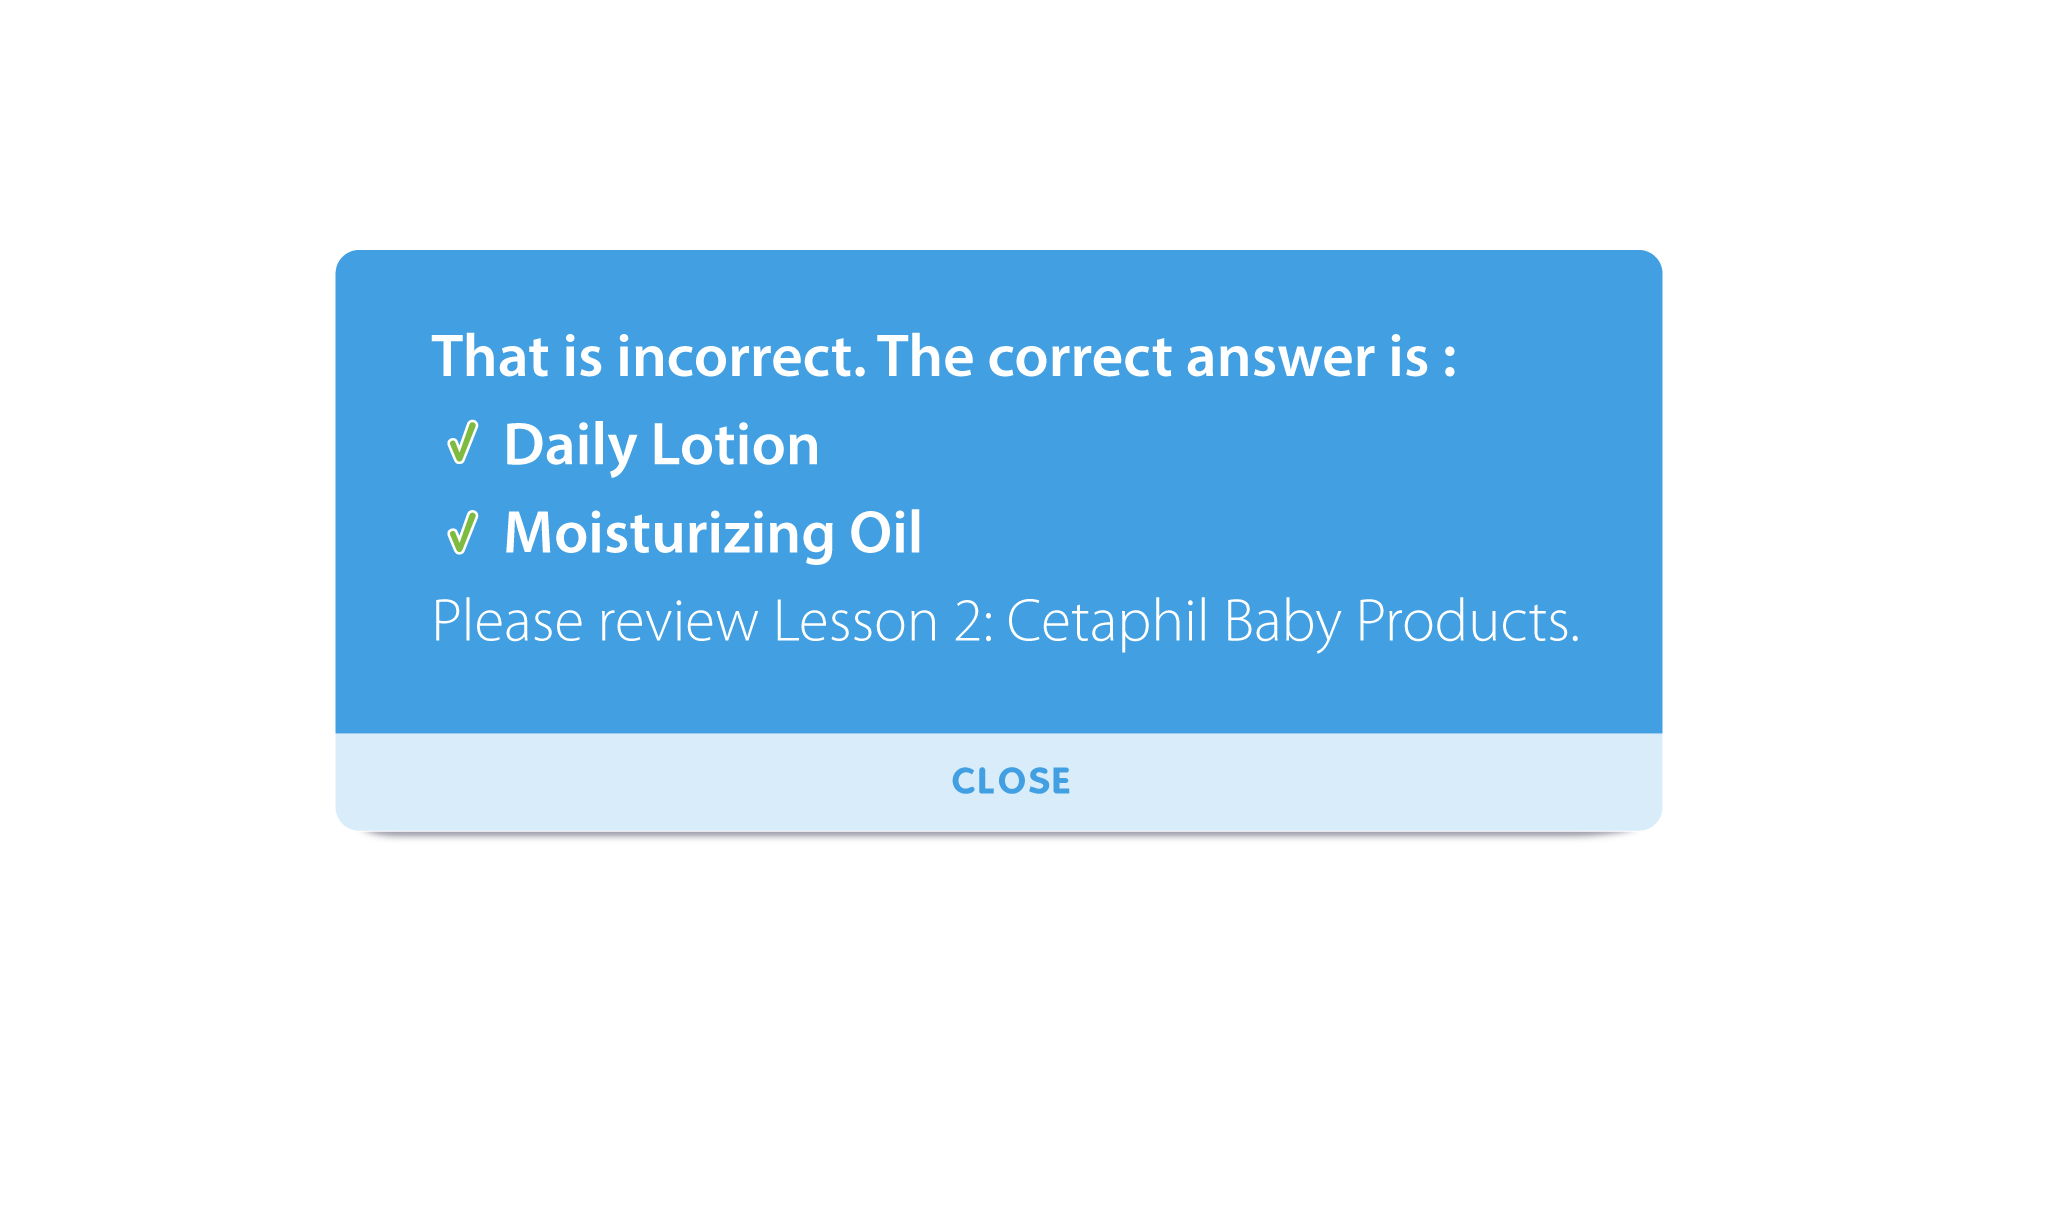 That is incorrect. The correct answer is :
Daily Lotion
Moisturizing Oil
Please review Lesson 2: Cetaphil Baby Products.
CLOSE